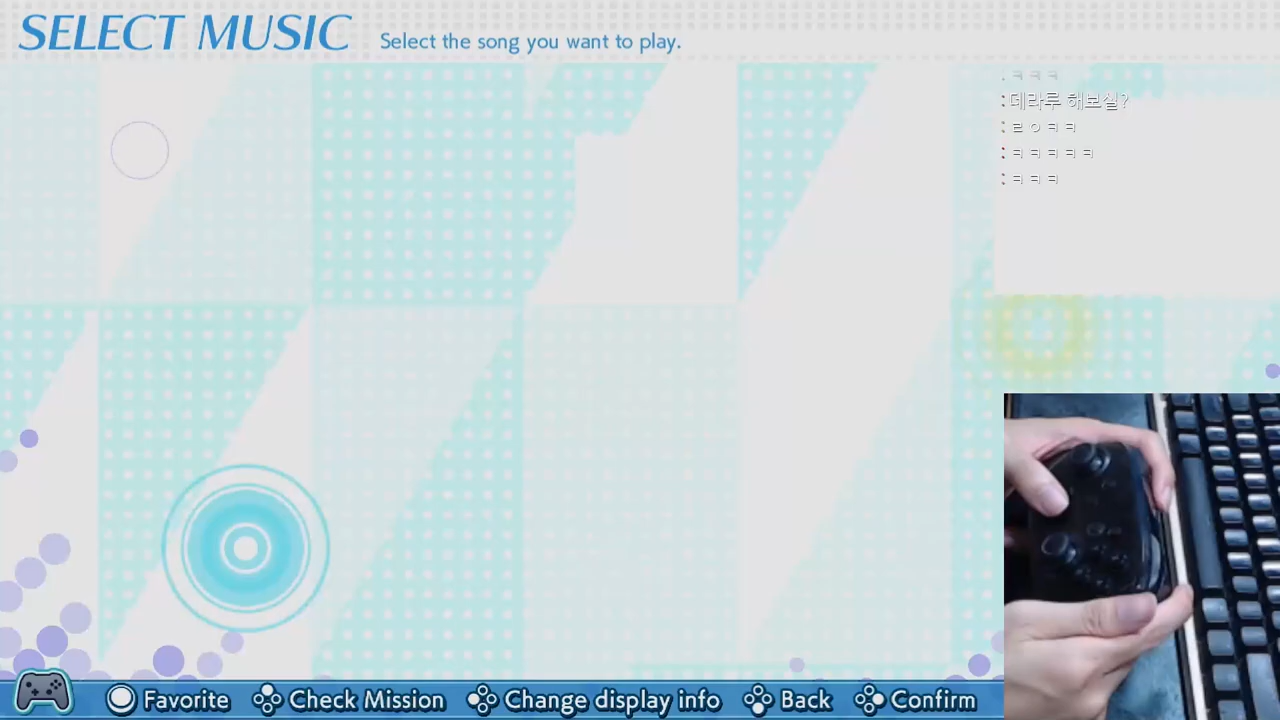 SELECT MUSIC
Select the song you want to play.
: ㅋㅋㅋ
: 데라루 해보실?
: ㄹㅇㅋㅋ
: ㅋㅋㅋㅋㅋ
: ㅋㅋㅋ
Favorite
Check Mission
Change display info
Back
Confirm